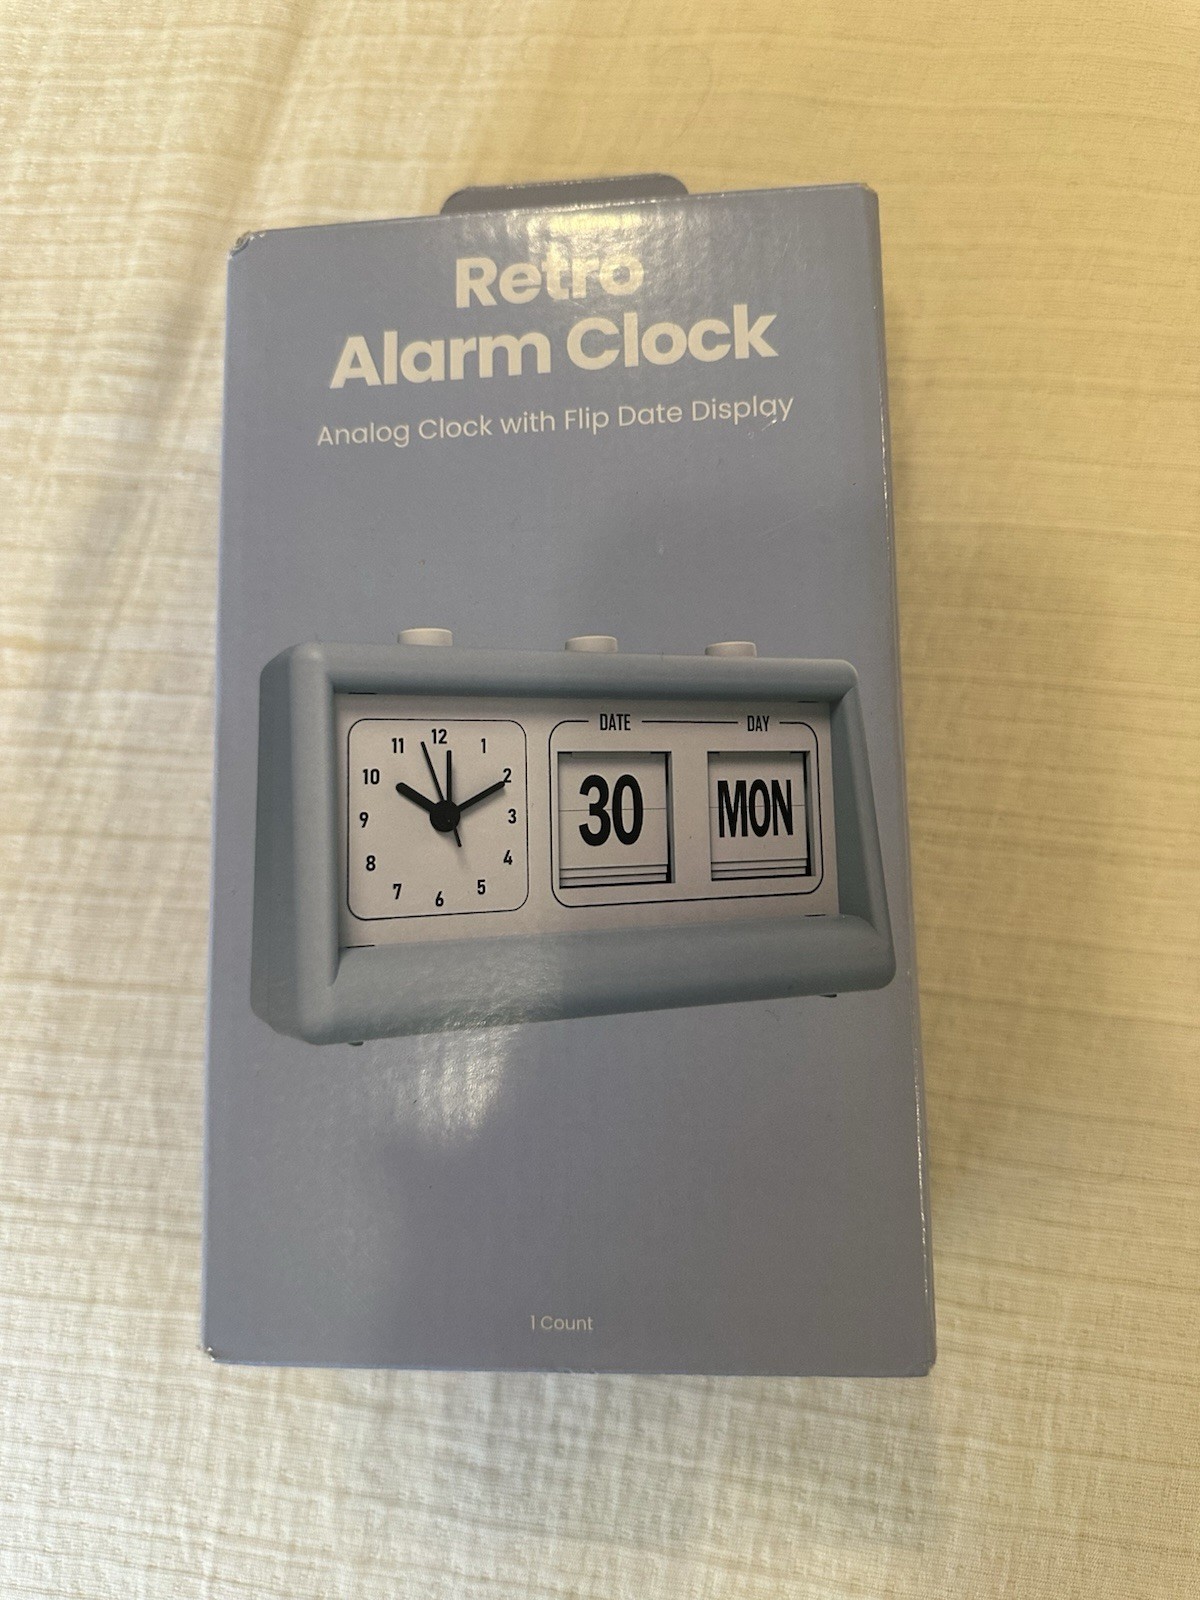 Retro
Alarm Clock
Analog Clock with Flip Date Display
DATE DAY
11 12 1
10 2
9 3
8 4
7 6 5
30 MON
1 Count